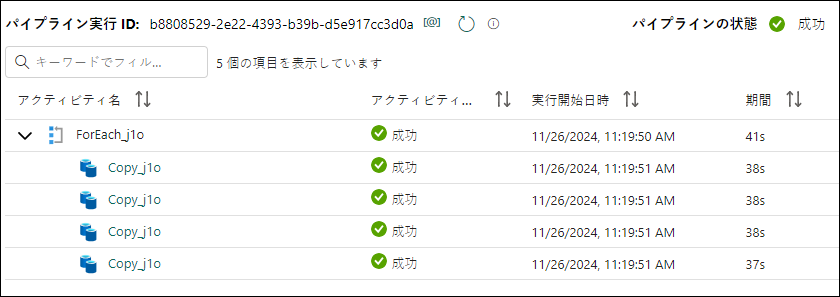 パイプライン実行 ID: b8808529-2e22-4393-b39b-d5e917cc3d0a [@] パイプラインの状態 成功
キーワードでフィル... 5 個の項目を表示しています
アクティビティ名 アクティビティ... 実行開始日時 期間
ForEach_j1o 成功 11/26/2024, 11:19:50 AM 41s
Copy_j1o 成功 11/26/2024, 11:19:51 AM 38s
Copy_j1o 成功 11/26/2024, 11:19:51 AM 38s
Copy_j1o 成功 11/26/2024, 11:19:51 AM 38s
Copy_j1o 成功 11/26/2024, 11:19:51 AM 37s